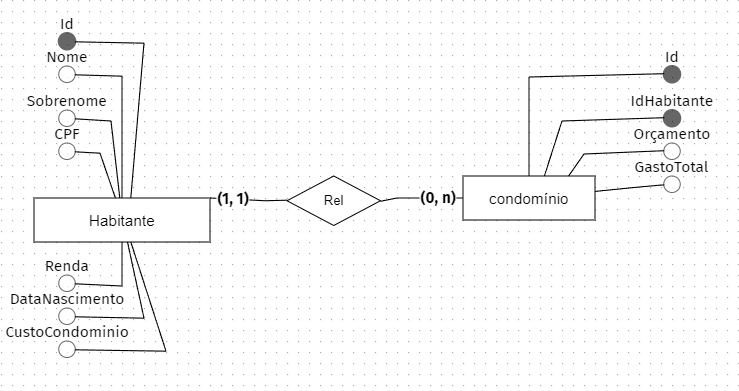 Id
Nome
Sobrenome
CPF
(1, 1)
Rel
(0, n)
Habitante
Renda
DataNascimento
CustoCondominio
Id
IdHabitante
Orçamento
GastoTotal
condomínio